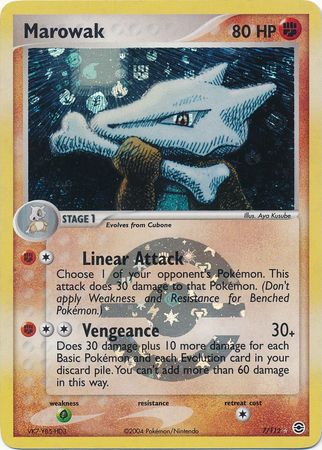 Marowak 80 HP
Illus. Aya Kusube
STAGE 1
Evolves from Cubone
Linear Attack
Choose 1 of your opponent's Pokémon. This
attack does 30 damage to that Pokémon. (Don't
apply Weakness and Resistance for Benched
Pokémon.)
Vengeance 30+
Does 30 damage plus 10 more damage for each
Basic Pokémon and each Evolution card in your
discard pile. You can't add more than 60 damage
in this way.
weakness resistance retreat cost
©2004 Pokémon/Nintendo
7/112